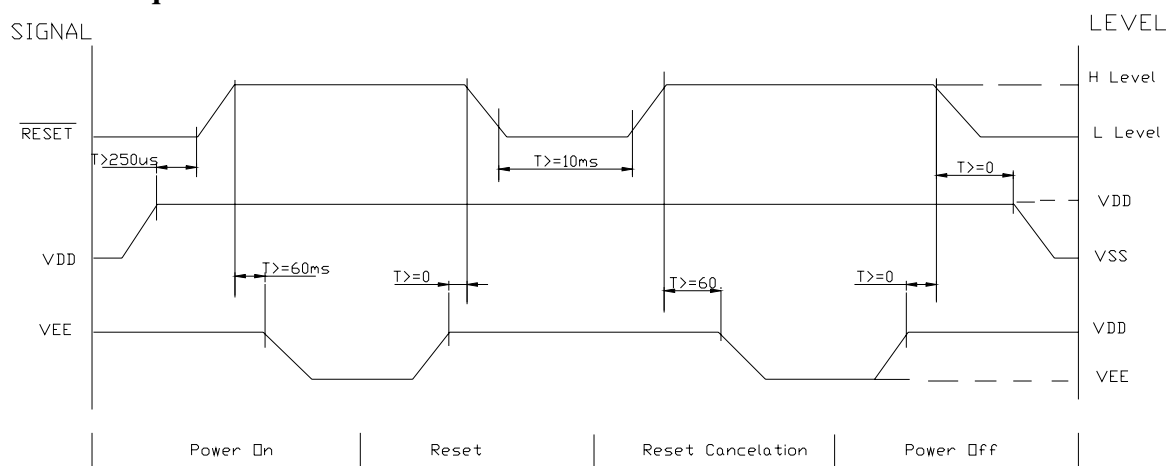 SIGNAL
LEVEL
H Level
RESET
L Level
T>250us
T>=10ms
T>=0
VDD
VDD
VSS
T>=60ms
T>=0
T>=60.
T>=0
VEE
VDD
VEE
Power On
Reset
Reset Cancelation
Power Off